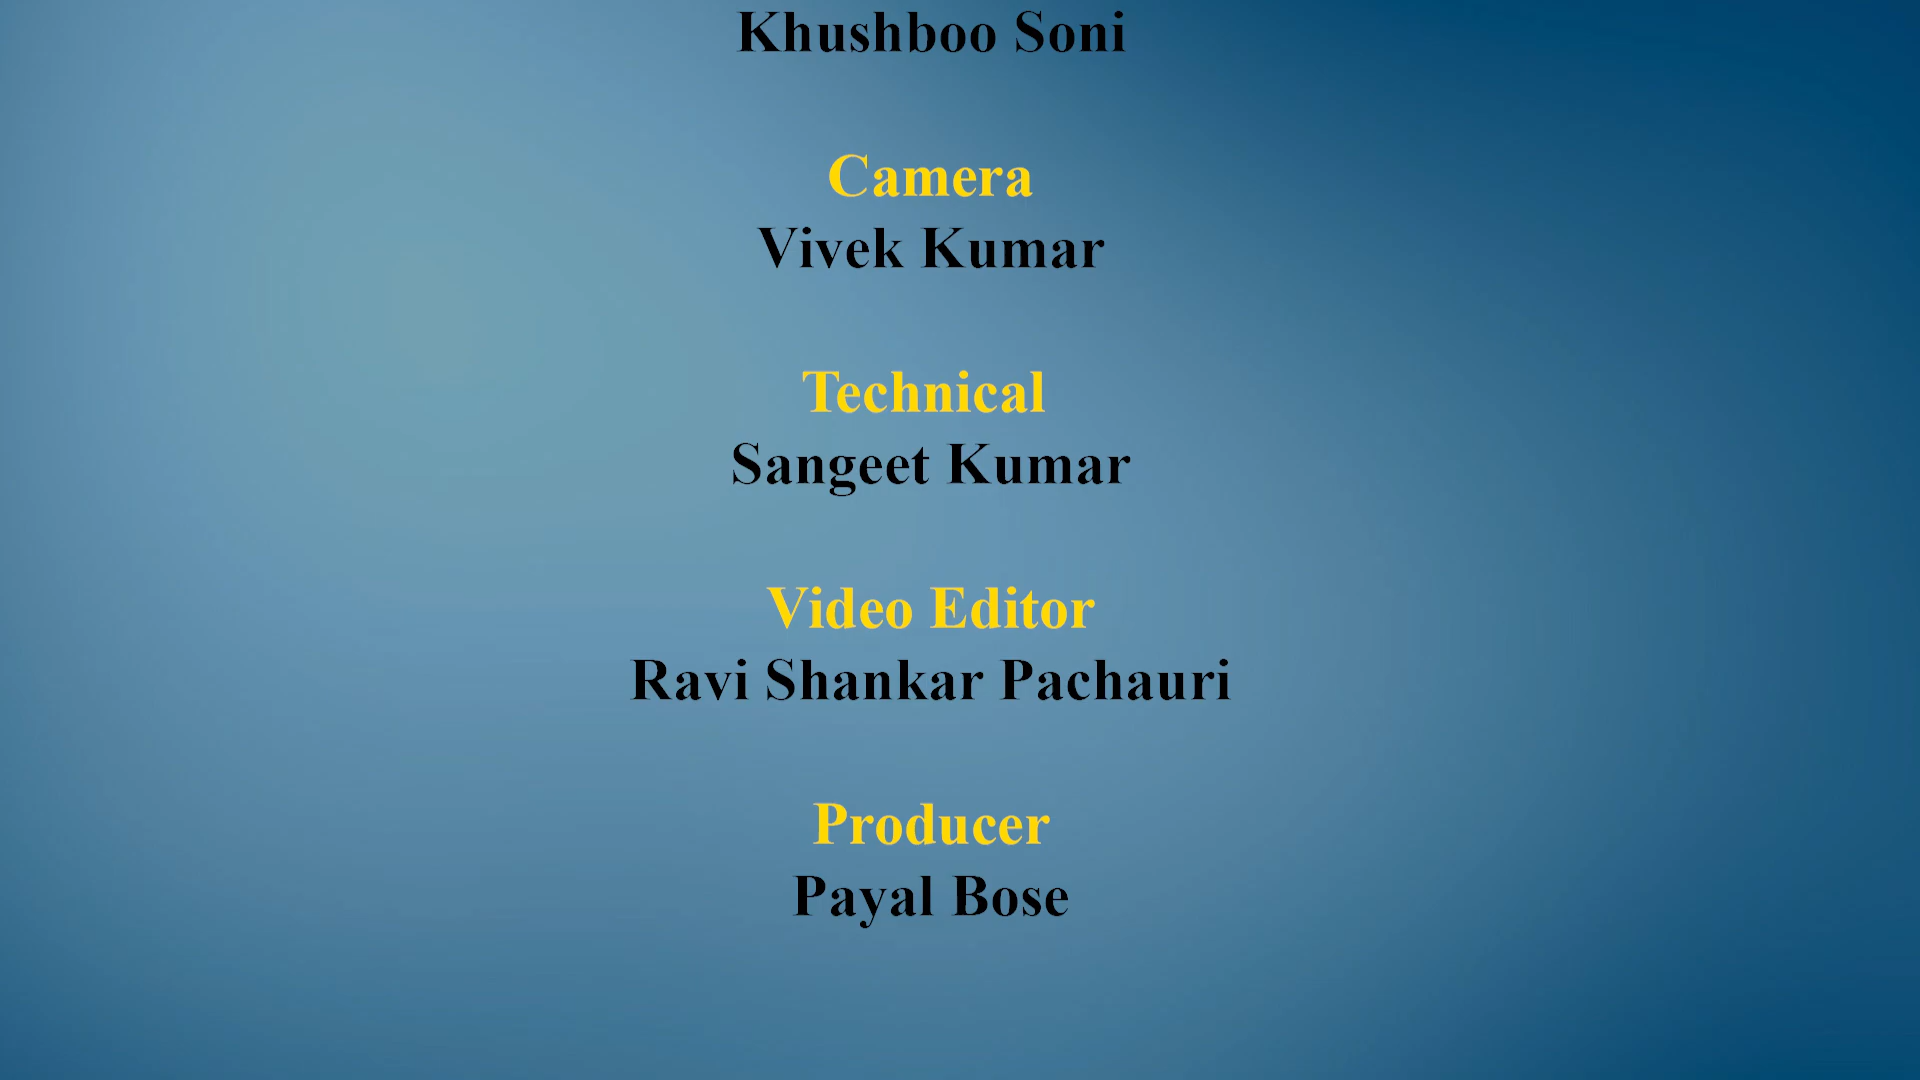 Khushboo Soni
Camera
Vivek Kumar
Technical
Sangeet Kumar
Video Editor
Ravi Shankar Pachauri
Producer
Payal Bose